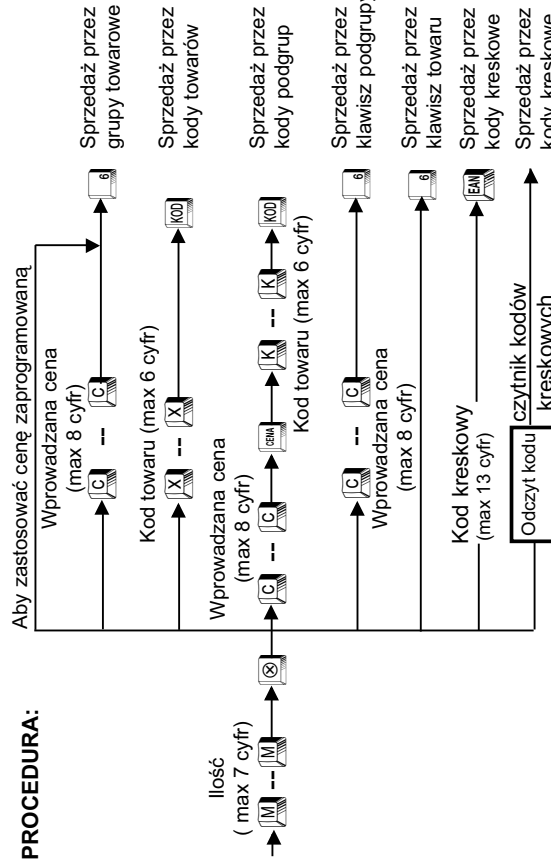 PROCEDURA:
Ilość
( max 7 cyfr)
M -- M ⊗
Aby zastosować cenę zaprogramowaną
Wprowadzana cena
(max 8 cyfr)
C -- C 6
Sprzedaż przez
grupy towarowe
Kod towaru (max 6 cyfr)
X -- X KOD
Sprzedaż przez
kody towarów
Wprowadzana cena
(max 8 cyfr)
C -- C CENA K -- K KOD
Kod towaru (max 6 cyfr)
Sprzedaż przez
kody podgrup
C -- C 6
Wprowadzana cena
(max 8 cyfr)
Sprzedaż przez
klawisz podgrupy
6
Sprzedaż przez
klawisz towaru
Kod kreskowy
(max 13 cyfr)
EAN
Sprzedaż przez
kody kreskowe
Odczyt kodu
czytnik kodów
kreskowych
Sprzedaż przez
kody kreskowe